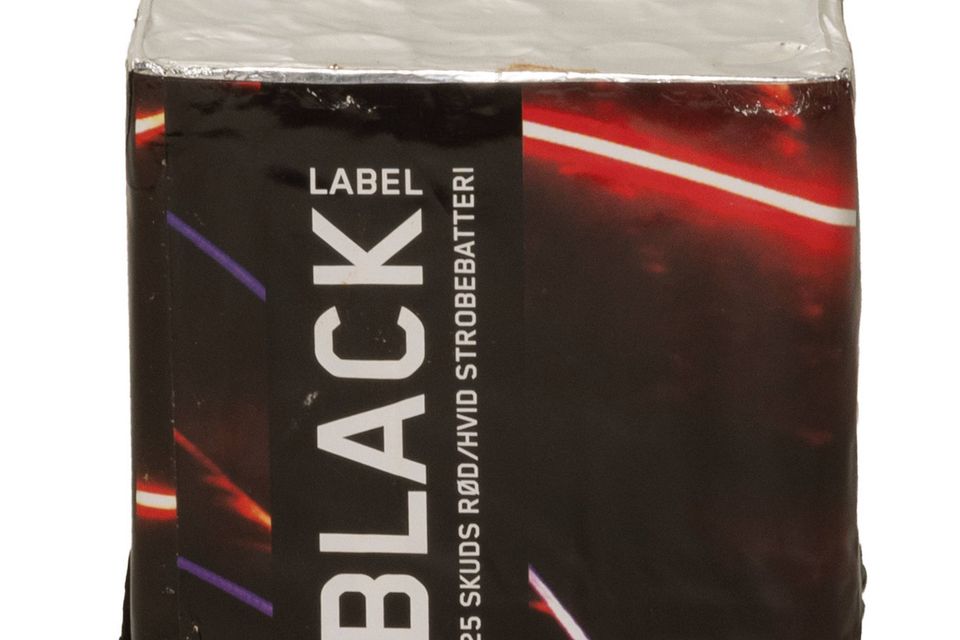 LABEL
BLACK
25 SKUDS RØD/HVID STROBEBATTERI